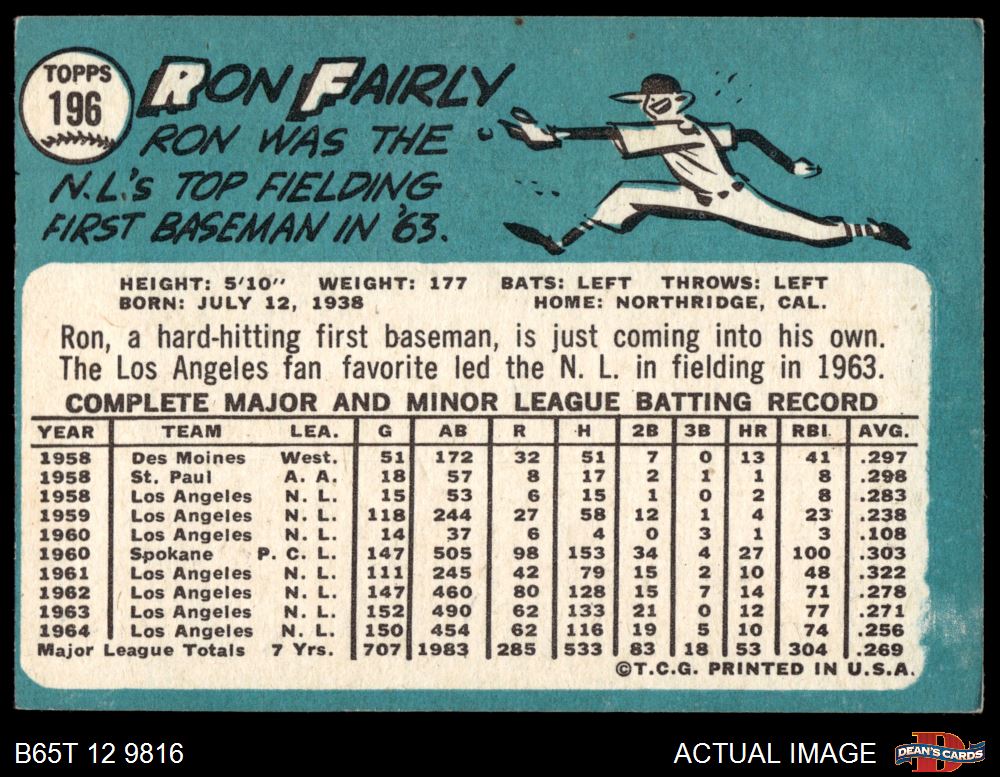 TOPPS
196
RON FAIRLY
RON WAS THE
N.L.'S TOP FIELDING
FIRST BASEMAN IN '63.
HEIGHT: 5'10" WEIGHT: 177 BATS: LEFT THROWS: LEFT
BORN: JULY 12, 1938 HOME: NORTHRIDGE, CAL.
Ron, a hard-hitting first baseman, is just coming into his own.
The Los Angeles fan favorite led the N. L. in fielding in 1963.
COMPLETE MAJOR AND MINOR LEAGUE BATTING RECORD
YEAR TEAM LEA. G AB R H 2B 3B HR RBI AVG.
1958 Des Moines West. 51 172 32 51 7 0 13 41 .297
1958 St. Paul A. A. 18 57 8 17 2 1 1 8 .298
1958 Los Angeles N. L. 15 53 6 15 1 0 2 8 .283
1959 Los Angeles N. L. 118 244 27 58 12 1 4 23 .238
1960 Los Angeles N. L. 14 37 6 4 0 3 1 3 .108
1960 Spokane P. C. L. 147 505 98 153 34 4 27 100 .303
1961 Los Angeles N. L. 111 245 42 79 15 2 10 48 .322
1962 Los Angeles N. L. 147 460 80 128 15 7 14 71 .278
1963 Los Angeles N. L. 152 490 62 133 21 0 12 77 .271
1964 Los Angeles N. L. 150 454 62 116 19 5 10 74 .256
Major League Totals 7 Yrs. 707 1983 285 533 83 18 53 304 .269
©T.C.G. PRINTED IN U.S.A.
B65T 12 9816 ACTUAL IMAGE
DEAN'S CARDS